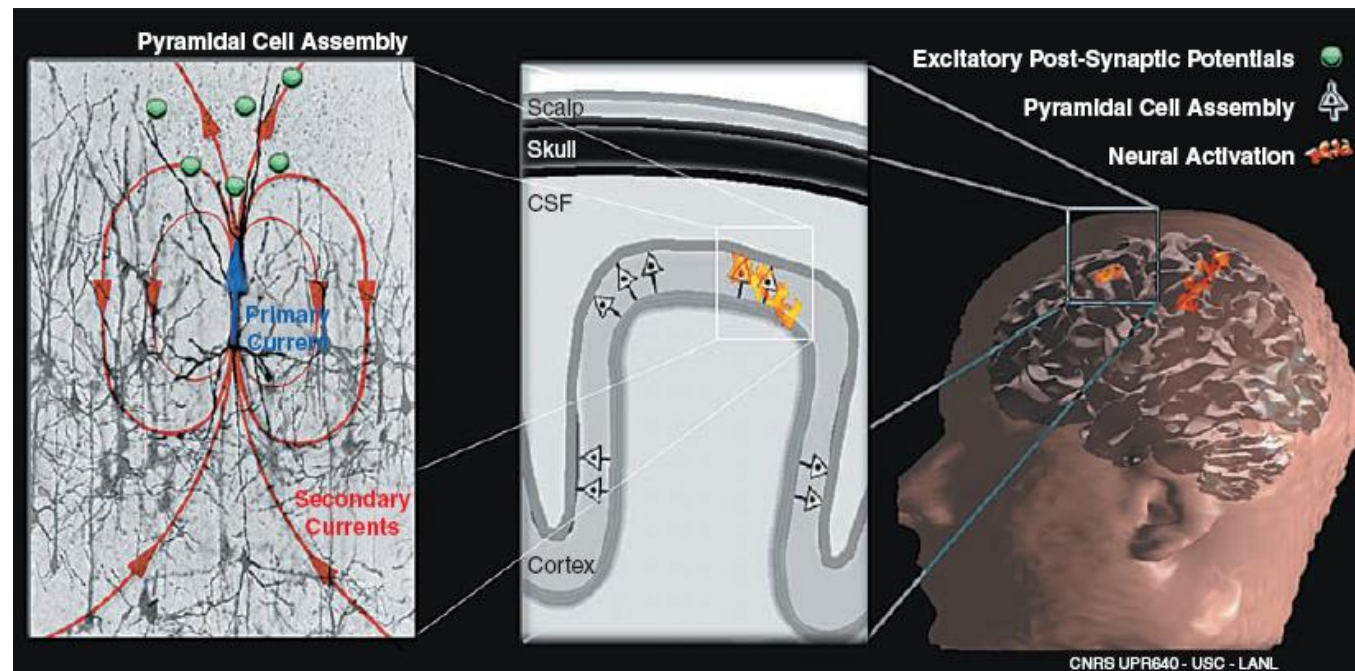 Pyramidal Cell Assembly
Primary
Current
Secondary
Currents
Scalp
Skull
CSF
Cortex
Excitatory Post-Synaptic Potentials
Pyramidal Cell Assembly
Neural Activation
CNRS UPR640 - USC - LANL